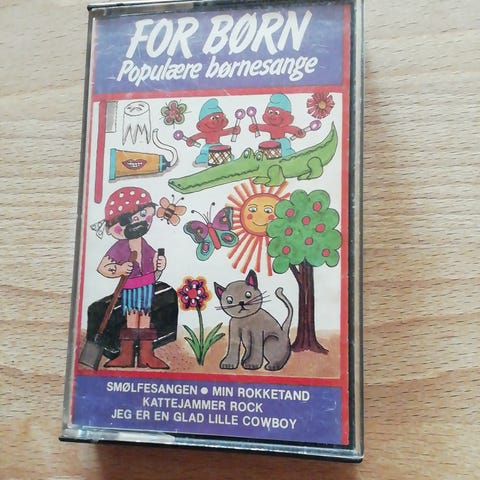 FOR BØRN
Populære børnesange
SMØLFESANGEN ● MIN ROKKETAND
KATTEJAMMER ROCK
JEG ER EN GLAD LILLE COWBOY